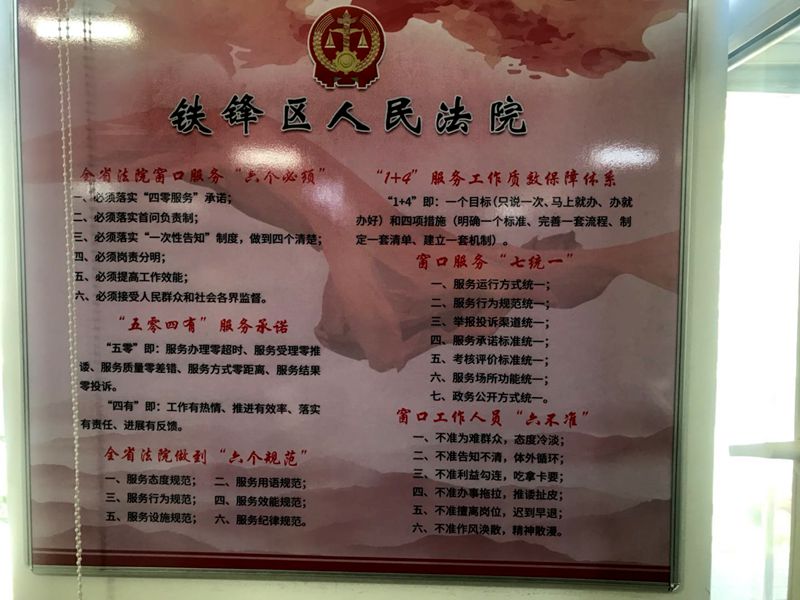 铁锋区人民法院
全省法院窗口服务“六个必须”
一、必须落实“四零服务”承诺；
二、必须落实首问负责制；
三、必须落实“一次性告知”制度，做到四个清楚；
四、必须岗责分明；
五、必须提高工作效能；
六、必须接受人民群众和社会各界监督。
“五零四有”服务承诺
“五零”即：服务办理零超时、服务受理零推
诿、服务质量零差错、服务方式零距离、服务结果
零投诉。
“四有”即：工作有热情、推进有效率、落实
有责任、进展有反馈。
全省法院做到“六个规范”
一、服务态度规范； 二、服务用语规范；
三、服务行为规范； 四、服务效能规范；
五、服务设施规范； 六、服务纪律规范。
“1+4”服务工作质效保障体系
“1+4”即：一个目标（只说一次、马上就办、办就
办好）和四项措施（明确一个标准、完善一套流程、制
定一套清单、建立一套机制）。
窗口服务“七统一”
一、服务运行方式统一；
二、服务行为规范统一；
三、举报投诉渠道统一；
四、服务承诺标准统一；
五、考核评价标准统一；
六、服务场所功能统一；
七、政务公开方式统一。
窗口工作人员“六不准”
一、不准为难群众，态度冷淡；
二、不准告知不清，体外循环；
三、不准利益勾连，吃拿卡要；
四、不准办事拖拉，推诿扯皮；
五、不准擅离岗位，迟到早退；
六、不准作风涣散，精神散漫。